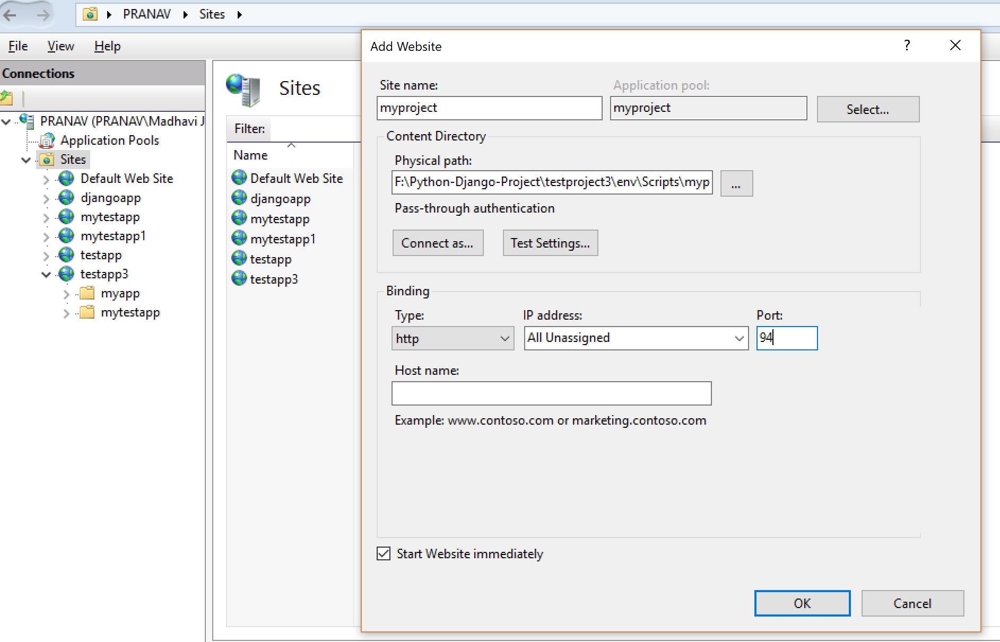 PRANAV Sites
File View Help
Connections
PRANAV (PRANAV\Madhavi J
Application Pools
Sites
Default Web Site
djangoapp
mytestapp
mytestapp1
testapp
testapp3
myapp
mytestapp
Sites
Filter:
Name
Default Web Site
djangoapp
mytestapp
mytestapp1
testapp
testapp3
Add Website ?
Site name: Application pool:
myproject myproject Select...
Content Directory
Physical path:
F:\Python-Django-Project\testproject3\env\Scripts\myp ...
Pass-through authentication
Connect as... Test Settings...
Binding
Type: IP address: Port:
http All Unassigned 94
Host name:
Example: www.contoso.com or marketing.contoso.com
Start Website immediately
OK Cancel